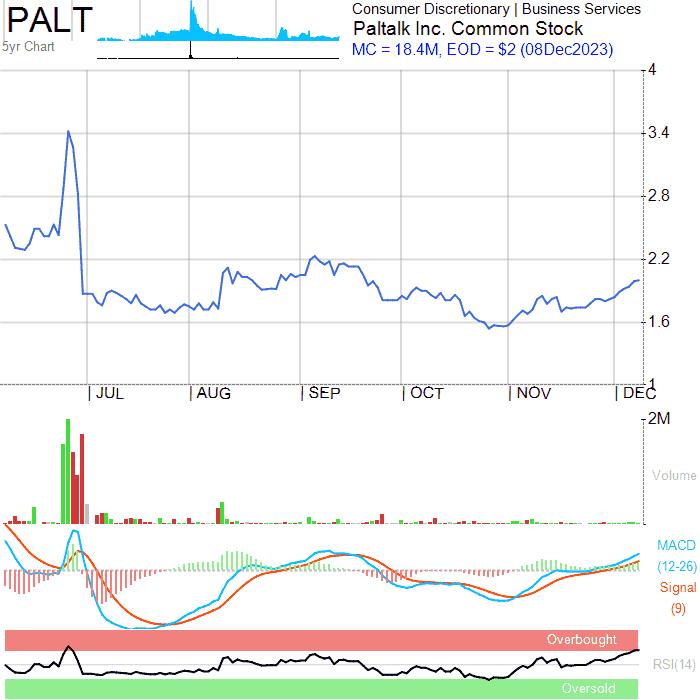 PALT
5yr Chart
Consumer Discretionary | Business Services
Paltalk Inc. Common Stock
MC = 18.4M, EOD = $2 (08Dec2023)
4
3.4
2.8
2.2
1.6
1
JUL
AUG
SEP
OCT
NOV
DEC
2M
Volume
MACD
(12-26)
Signal
(9)
Overbought
RSI(14)
Oversold